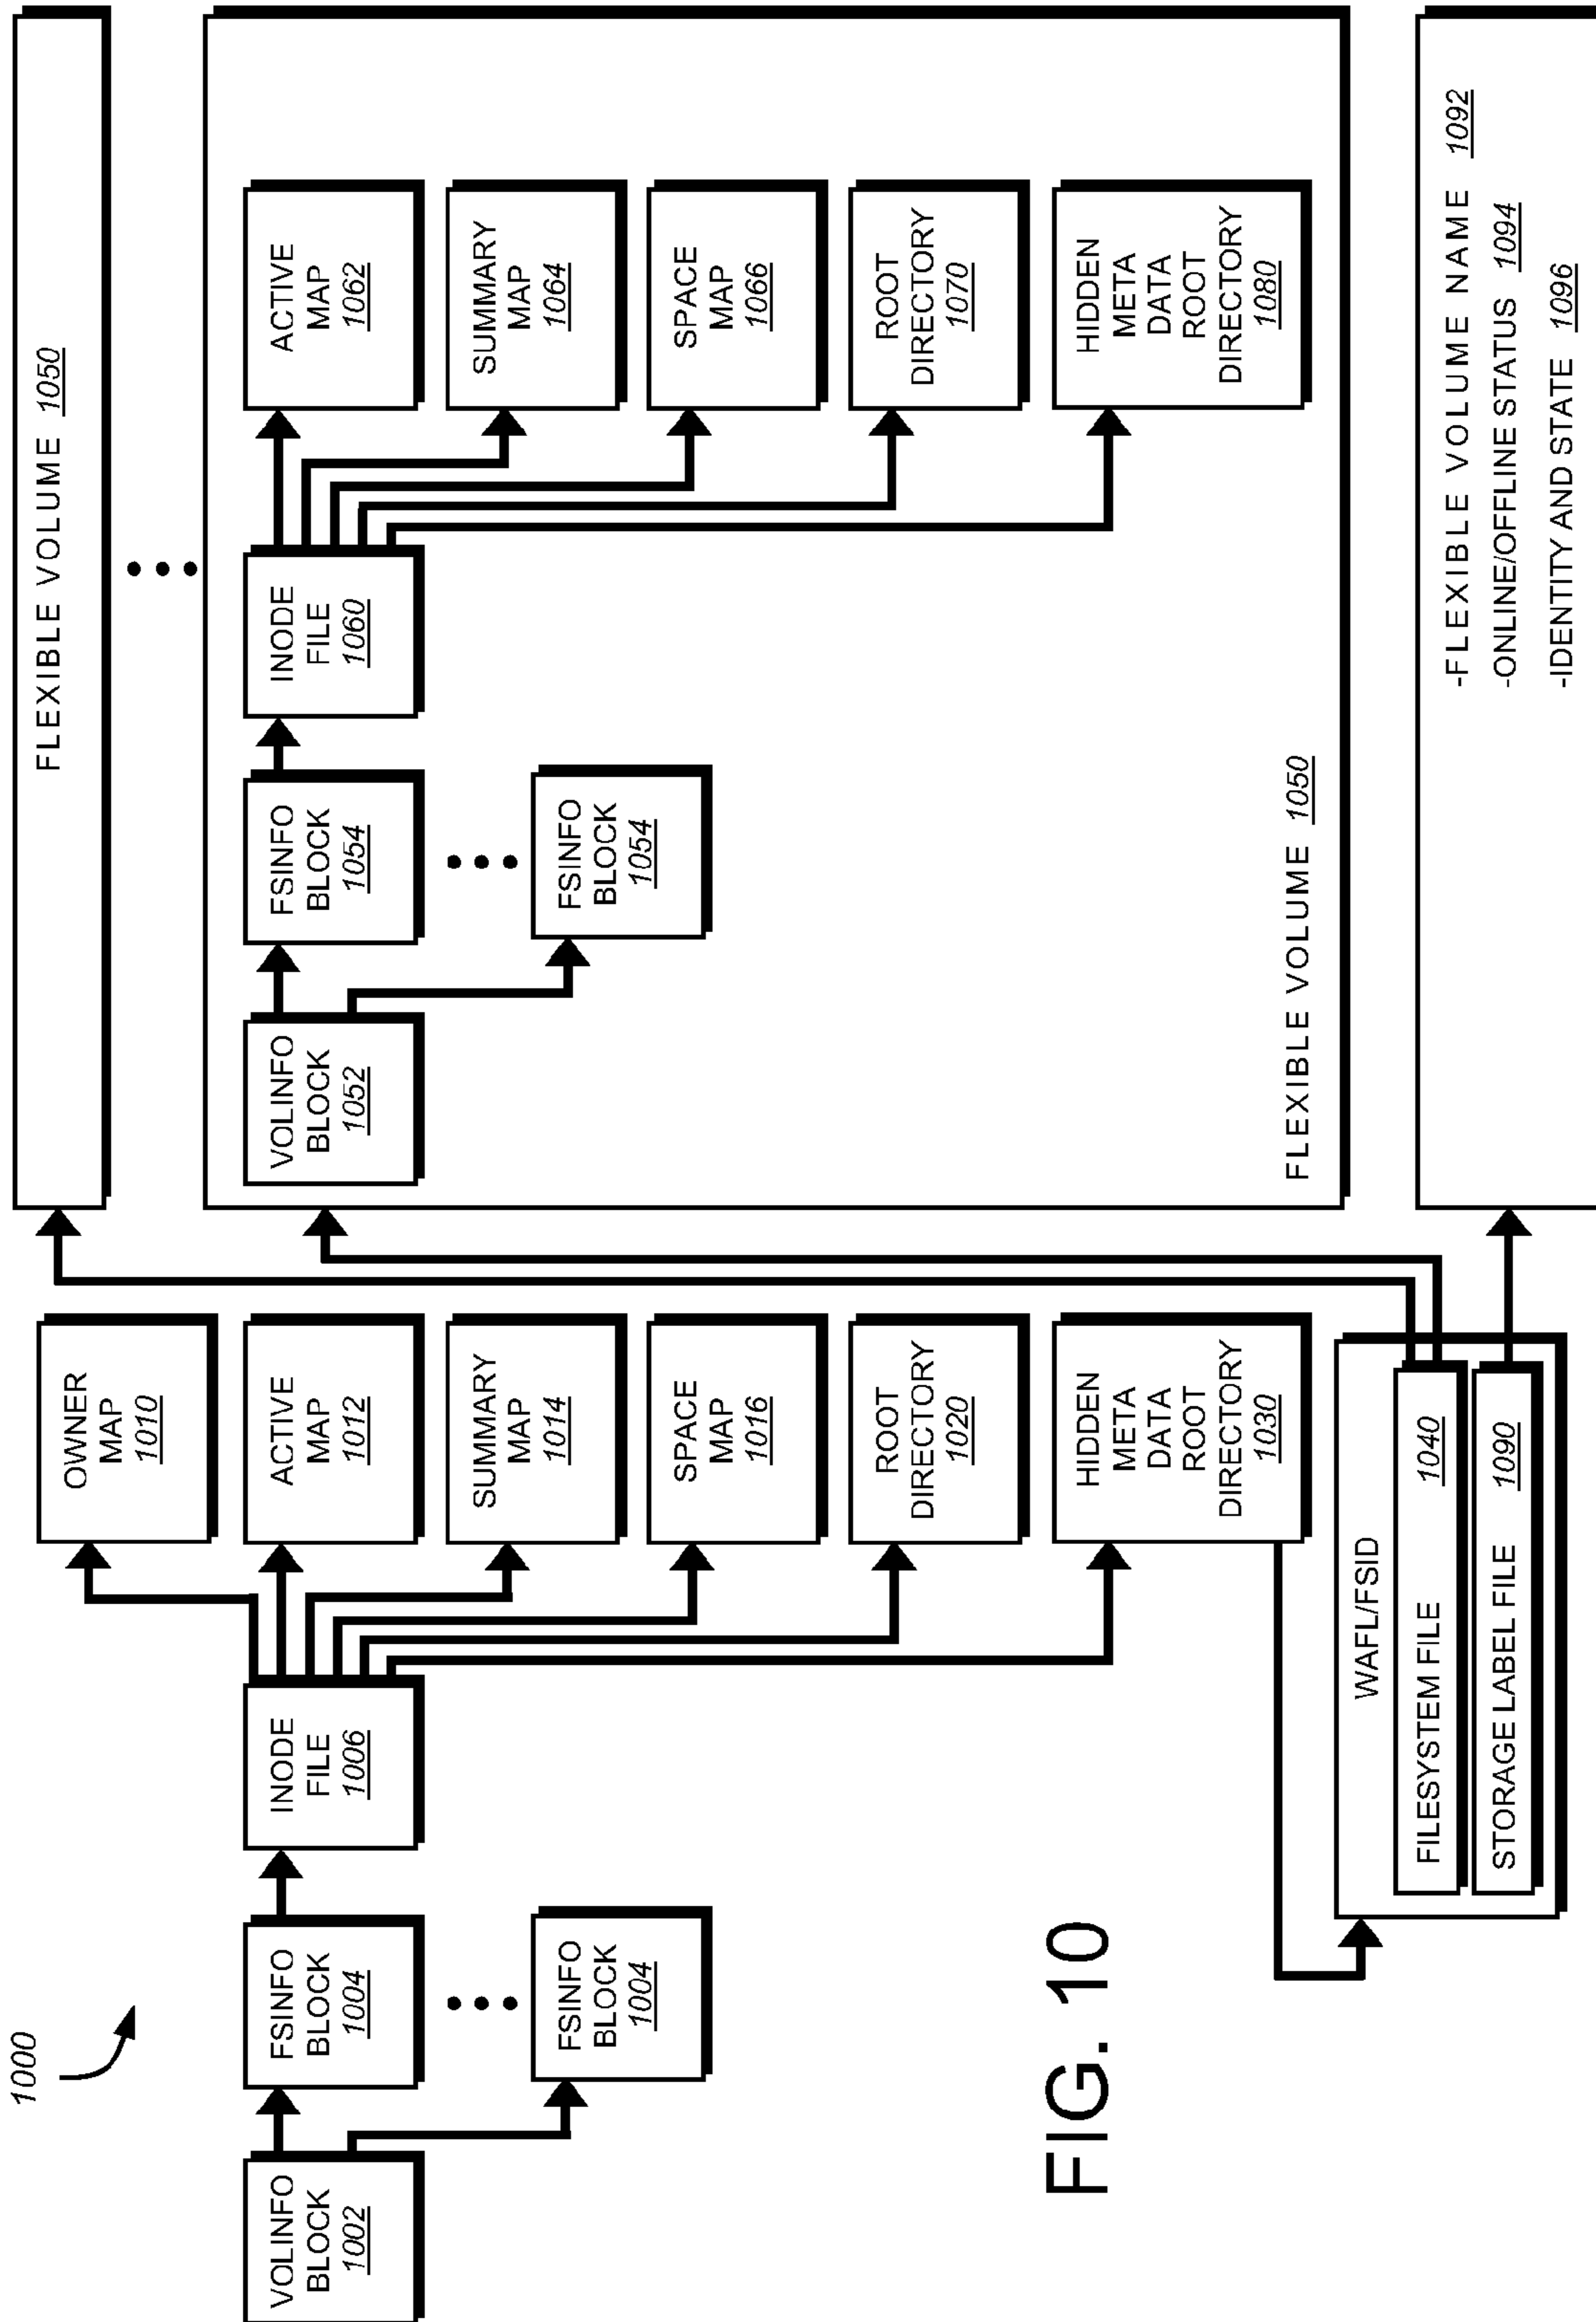 1000
VOLINFO
BLOCK
1002
FSINFO
BLOCK
1004
FSINFO
BLOCK
1004
INODE
FILE
1006
OWNER
MAP
1010
ACTIVE
MAP
1012
SUMMARY
MAP
1014
SPACE
MAP
1016
ROOT
DIRECTORY
1020
HIDDEN
META
DATA
ROOT
DIRECTORY
1030
WAFL/FSID
FILESYSTEM FILE 1040
STORAGE LABEL FILE 1090
FLEXIBLE VOLUME 1050
VOLINFO
BLOCK
1052
FSINFO
BLOCK
1054
FSINFO
BLOCK
1054
INODE
FILE
1060
ACTIVE
MAP
1062
SUMMARY
MAP
1064
SPACE
MAP
1066
ROOT
DIRECTORY
1070
HIDDEN
META
DATA
ROOT
DIRECTORY
1080
FLEXIBLE VOLUME 1050
-FLEXIBLE VOLUME NAME 1092
-ONLINE/OFFLINE STATUS 1094
-IDENTITY AND STATE 1096
FIG. 10